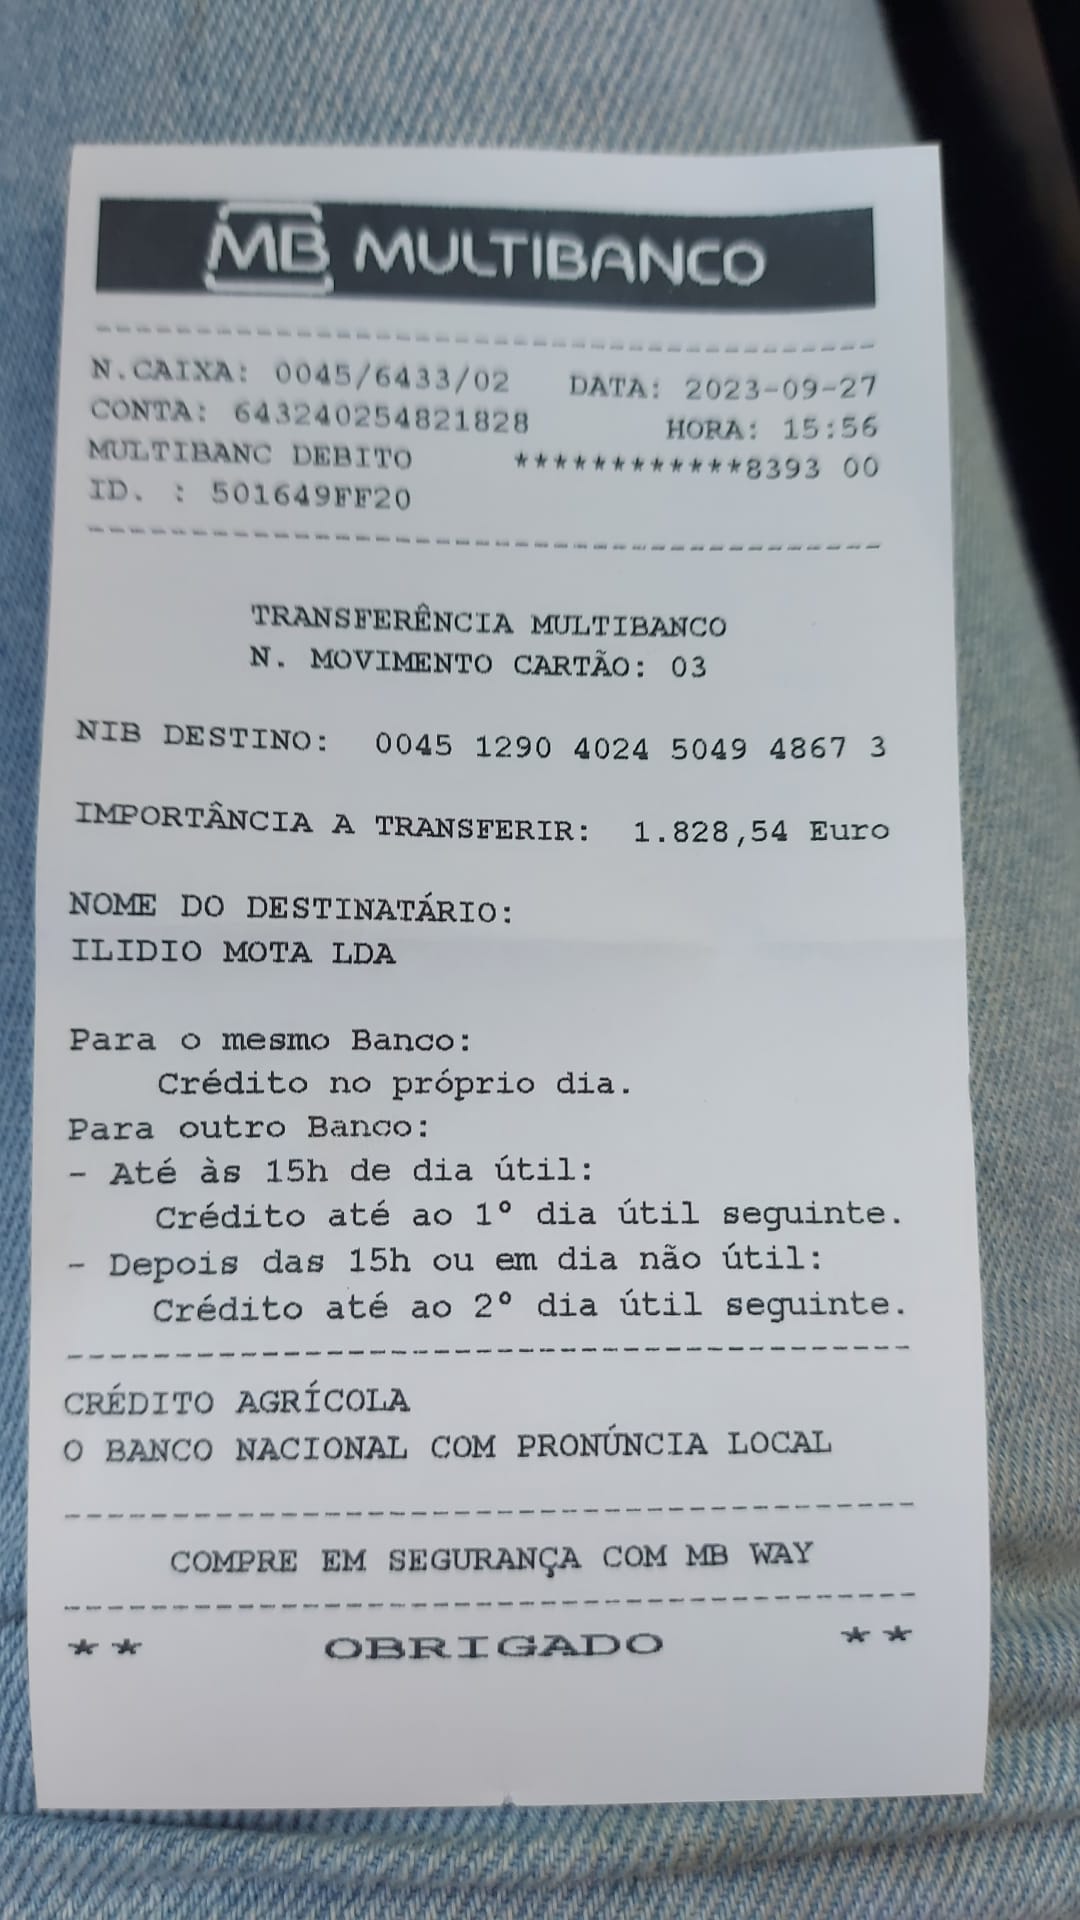 MB MULTIBANCO
N.CAIXA: 0045/6433/02 DATA: 2023-09-27
CONTA: 643240254821828 HORA: 15:56
MULTIBANC DEBITO ************8393 00
ID. : 501649FF20
TRANSFERÊNCIA MULTIBANCO
N. MOVIMENTO CARTÃO: 03
NIB DESTINO: 0045 1290 4024 5049 4867 3
IMPORTÂNCIA A TRANSFERIR: 1.828,54 Euro
NOME DO DESTINATÁRIO:
ILIDIO MOTA LDA
Para o mesmo Banco:
Crédito no próprio dia.
Para outro Banco:
- Até às 15h de dia útil:
Crédito até ao 1º dia útil seguinte.
- Depois das 15h ou em dia não útil:
Crédito até ao 2º dia útil seguinte.
CRÉDITO AGRÍCOLA
O BANCO NACIONAL COM PRONÚNCIA LOCAL
COMPRE EM SEGURANÇA COM MB WAY
** OBRIGADO **